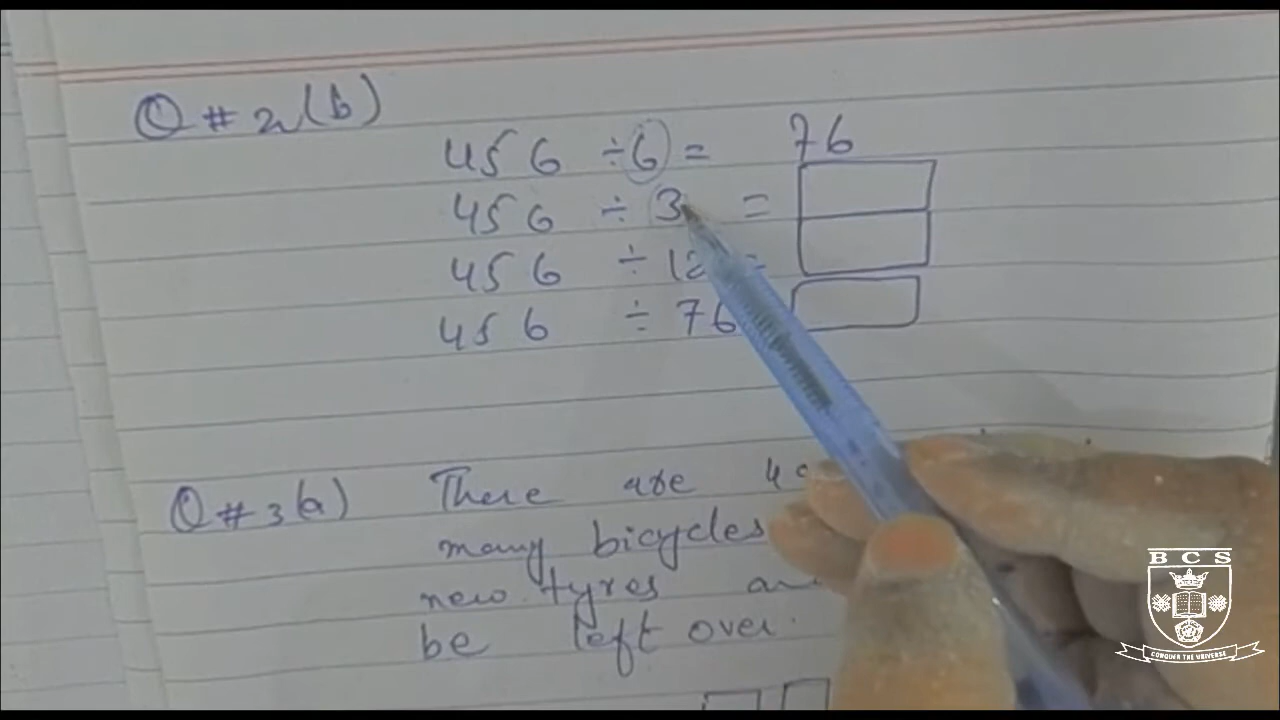 Q # 2 (b)
456 ÷ 6 = 76
456 ÷ 3 =
456 ÷ 12 =
456 ÷ 76
Q # 3 (a) There are
many bicycles
new tyres
be left over.
BCS
CONQUER THE UNIVERSE